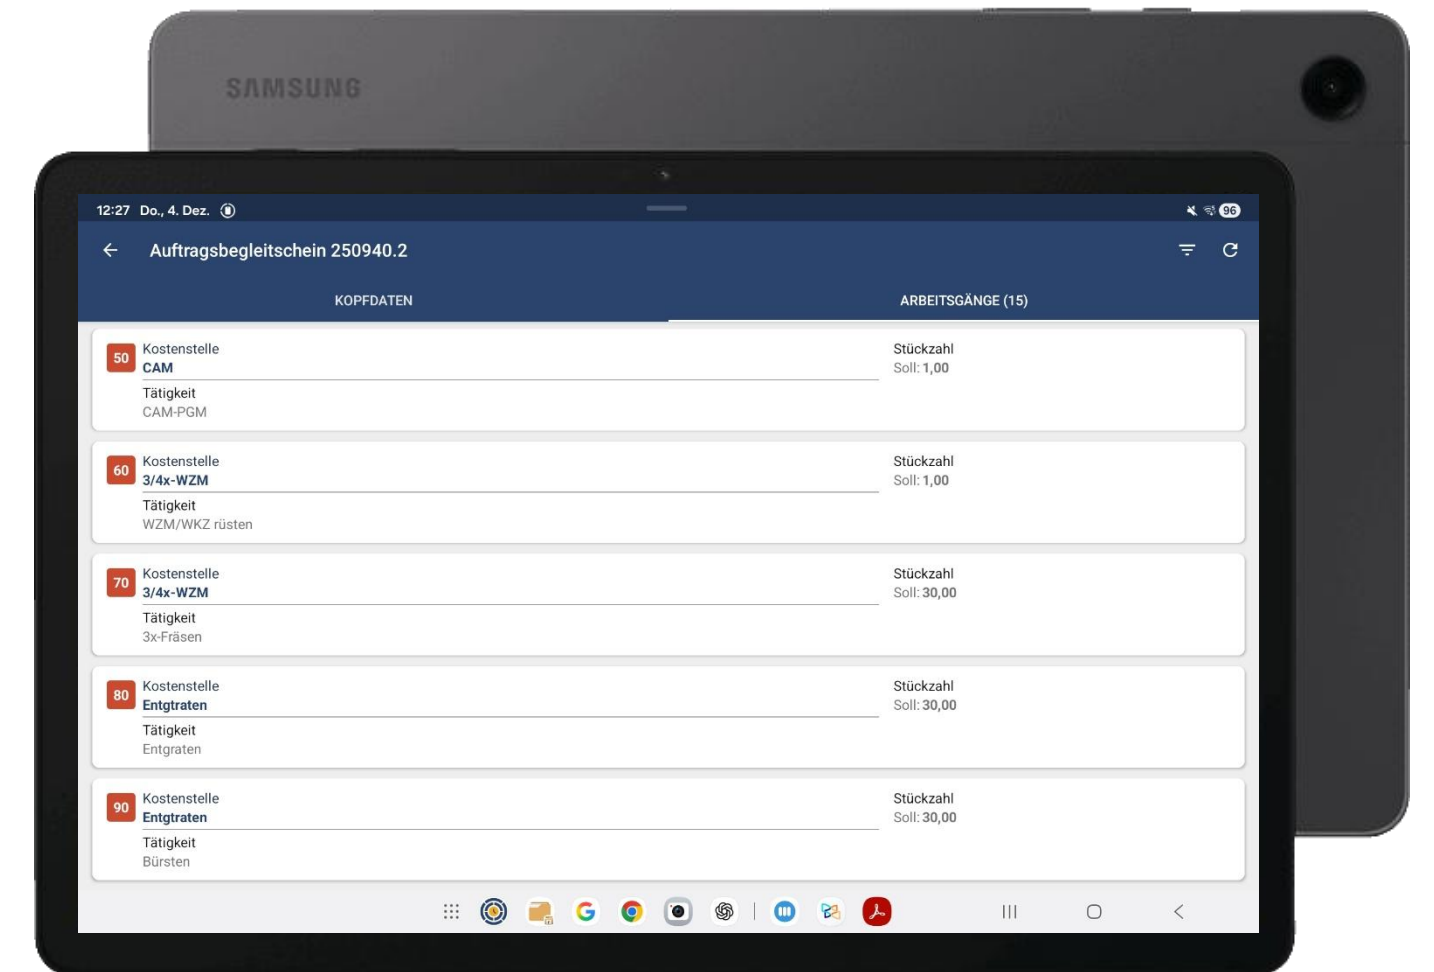 SAMSUNG
12:27 Do., 4. Dez. 96
Auftragsbegleitschein 250940.2
KOPFDATEN ARBEITSGÄNGE (15)
50 Kostenstelle Stückzahl
CAM Soll: 1,00
Tätigkeit
CAM-PGM
60 Kostenstelle Stückzahl
3/4x-WZM Soll: 1,00
Tätigkeit
WZM/WKZ rüsten
70 Kostenstelle Stückzahl
3/4x-WZM Soll: 30,00
Tätigkeit
3x-Fräsen
80 Kostenstelle Stückzahl
Entgtraten Soll: 30,00
Tätigkeit
Entgraten
90 Kostenstelle Stückzahl
Entgtraten Soll: 30,00
Tätigkeit
Bürsten